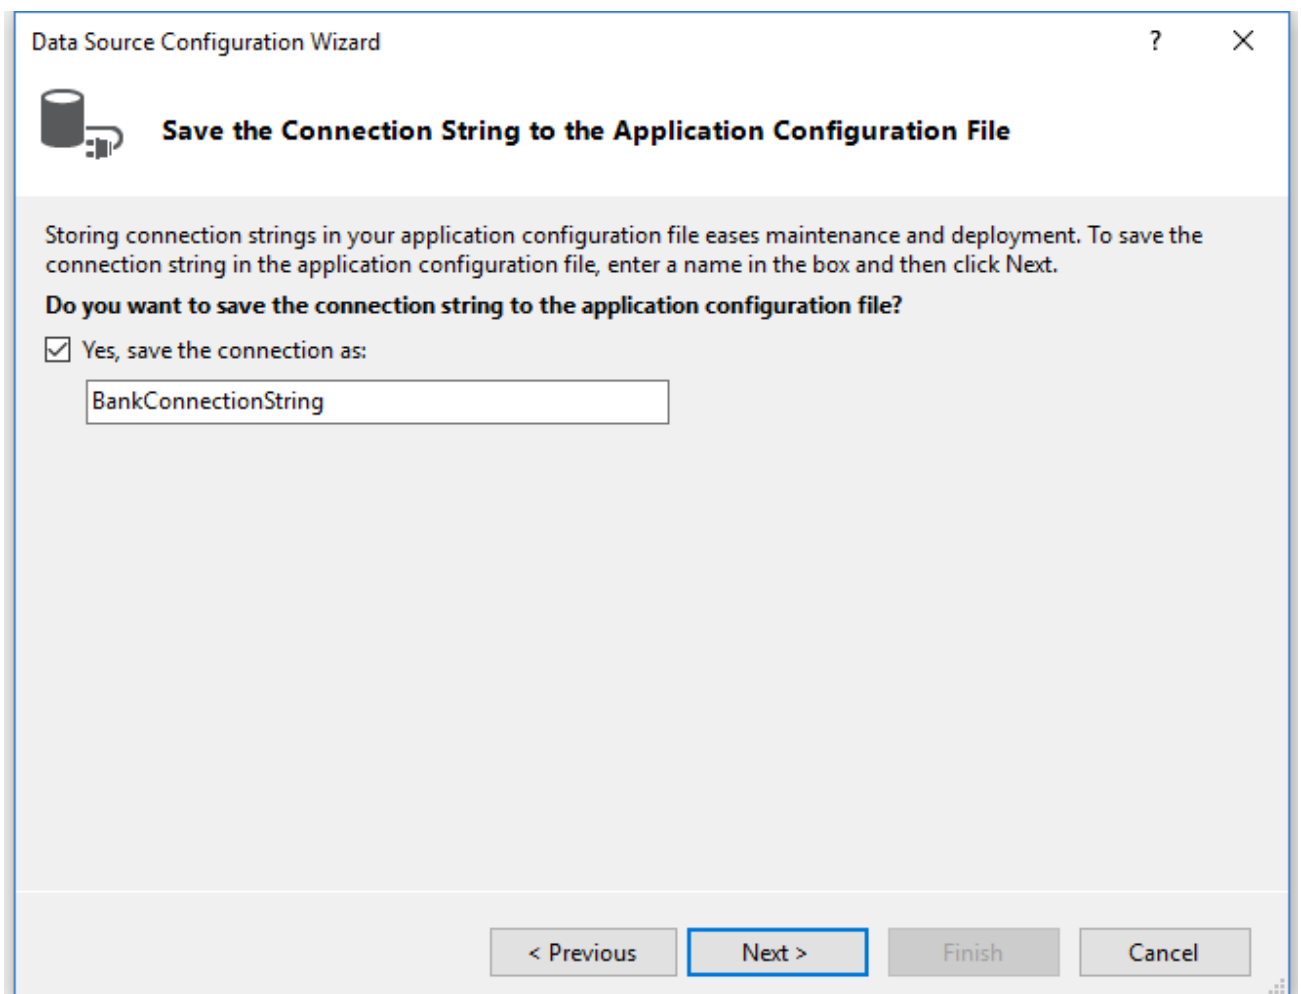 Data Source Configuration Wizard
?
Save the Connection String to the Application Configuration File
Storing connection strings in your application configuration file eases maintenance and deployment. To save the
connection string in the application configuration file, enter a name in the box and then click Next.
Do you want to save the connection string to the application configuration file?
Yes, save the connection as:
BankConnectionString
< Previous
Next >
Finish
Cancel